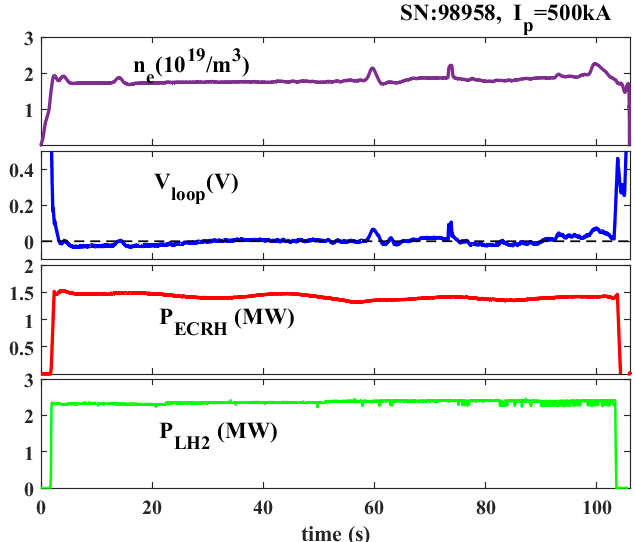 SN:98958, I_p=500kA
3
n_e(10^19/m^3)
2
1
0.4
V_loop(V)
0.2
0
2
1.5
P_ECRH (MW)
1
0.5
3
2
P_LH2 (MW)
1
0
0 20 40 60 80 100
time (s)